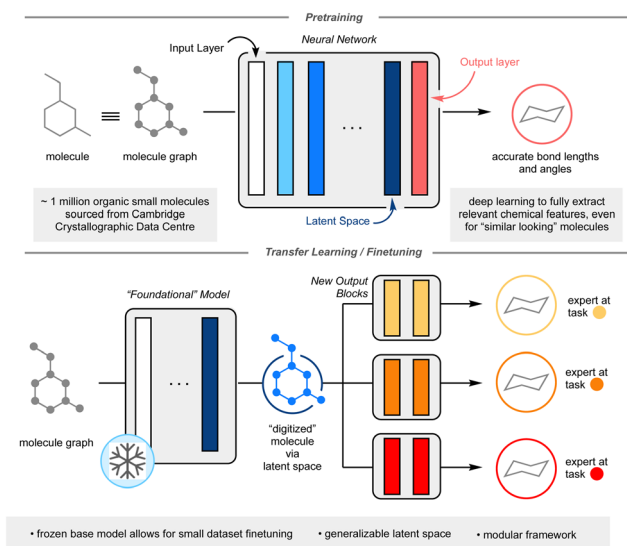 Pretraining
Input Layer
Neural Network
Output layer
molecule
molecule graph
accurate bond lengths
and angles
~ 1 million organic small molecules
sourced from Cambridge
Crystallographic Data Centre
Latent Space
deep learning to fully extract
relevant chemical features, even
for “similar looking” molecules
Transfer Learning / Finetuning
“Foundational” Model
New Output
Blocks
expert at
task
molecule graph
“digitized”
molecule
via
latent space
expert at
task
expert at
task
• frozen base model allows for small dataset finetuning • generalizable latent space • modular framework